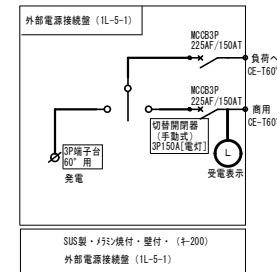 外部電源接続盤 (1L-5-1)
MCCB3P
225AF/150AT
負荷へ
CE-T60°
MCCB3P
225AF/150AT
商用
CE-T60°
切替開閉器
(手動式)
3P150A[電灯]
3P端子台
60°用
発電
L
受電表示
SUS製・メラミン焼付・壁付・ (キ-200)
外部電源接続盤 (1L-5-1)